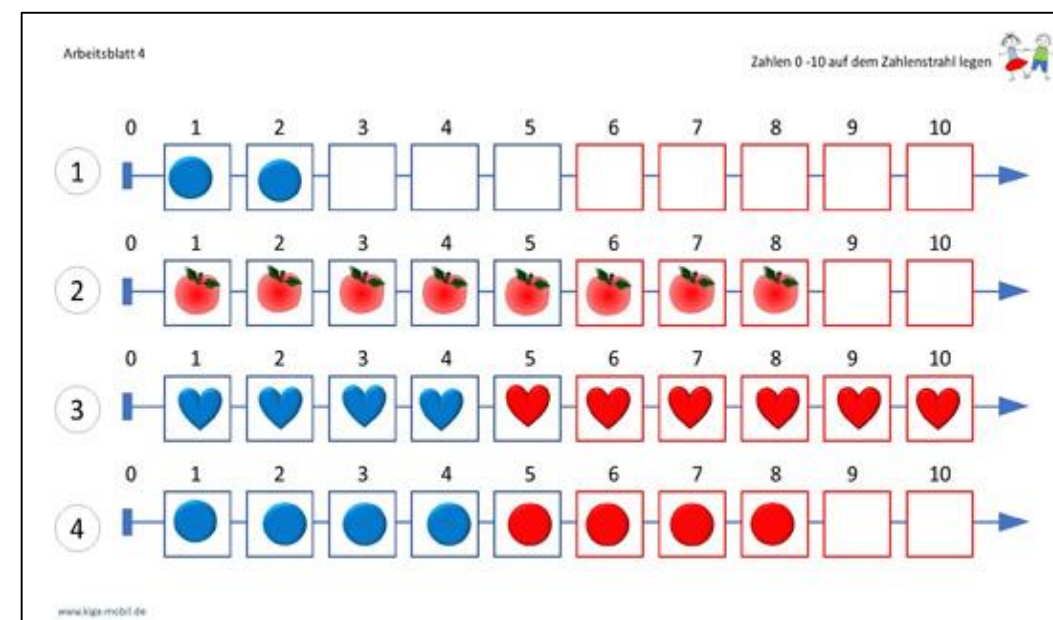 Arbeitsblatt 4
Zahlen 0 -10 auf dem Zahlenstrahl legen
0 1 2 3 4 5 6 7 8 9 10
1
0 1 2 3 4 5 6 7 8 9 10
2
0 1 2 3 4 5 6 7 8 9 10
3
0 1 2 3 4 5 6 7 8 9 10
4
www.kiga-mobil.de